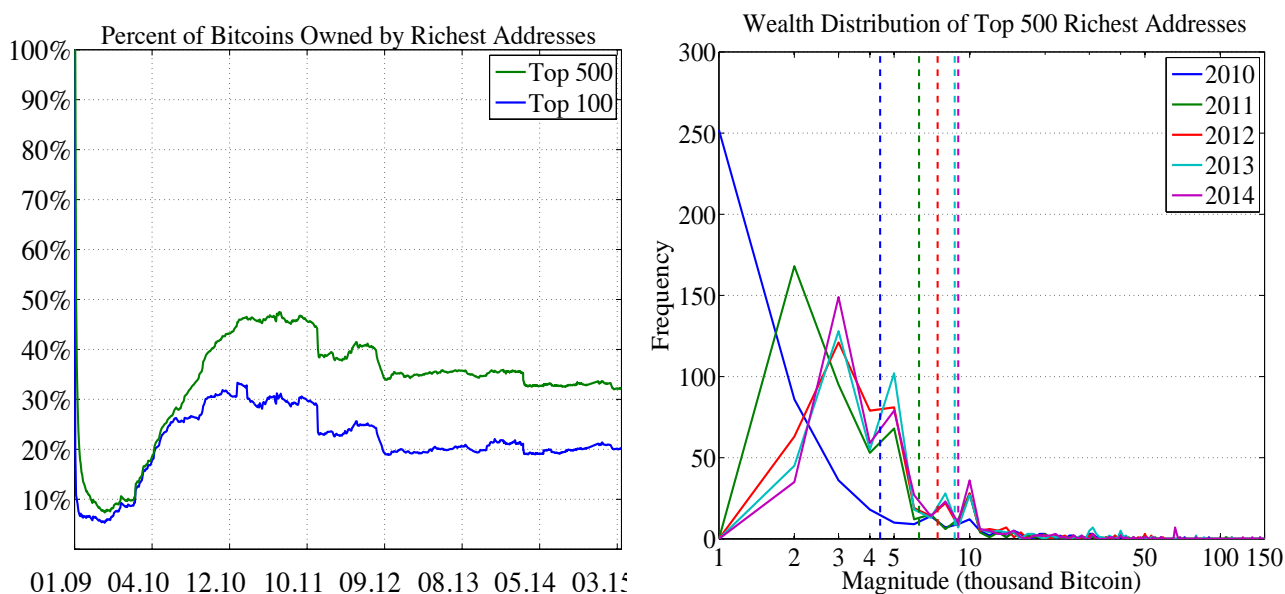 Percent of Bitcoins Owned by Richest Addresses
100%
90%
80%
70%
60%
50%
40%
30%
20%
10%
Top 500
Top 100
01.09 04.10 12.10 10.11 09.12 08.13 05.14 03.15
Wealth Distribution of Top 500 Richest Addresses
Frequency
300
250
200
150
100
50
0
2010
2011
2012
2013
2014
1 2 3 4 5 10 50 100 150
Magnitude (thousand Bitcoin)